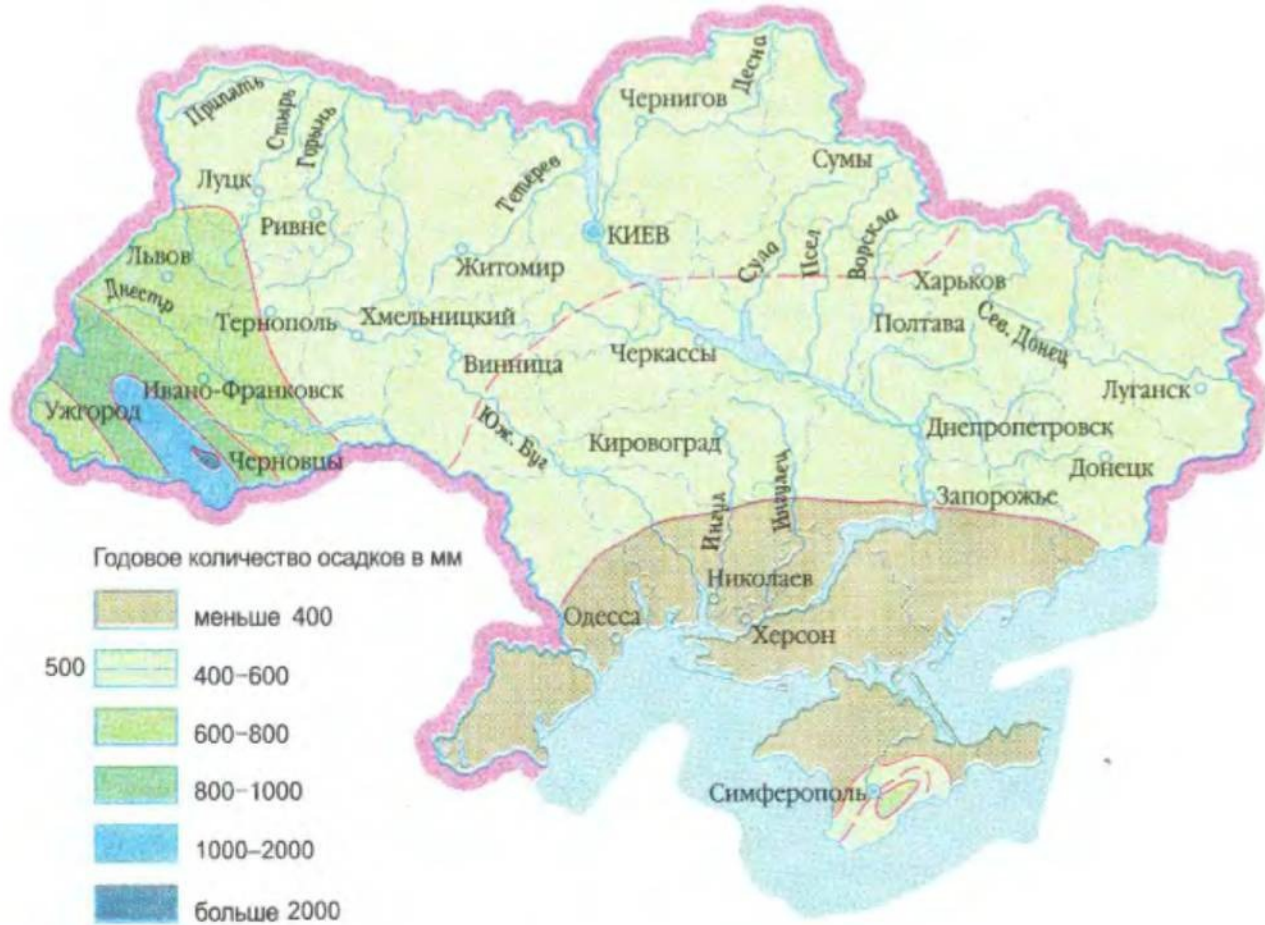 Десна
Чернигов
Припять
Стырь
Горынь
Тетерев
Сумы
Луцк
Ривне
КИЕВ
Сула
Псел
Ворскла
Львов
Житомир
Харьков
Днестр
Тернополь
Хмельницкий
Полтава
Сев. Донец
Винница
Черкассы
Ивано-Франковск
Луганск
Ужгород
Юж. Буг
Кировоград
Днепропетровск
Черновцы
Донецк
Ингул
Ингулец
Запорожье
Николаев
Одесса
Херсон
Симферополь
Годовое количество осадков в мм
меньше 400
500 400-600
600-800
800-1000
1000-2000
больше 2000